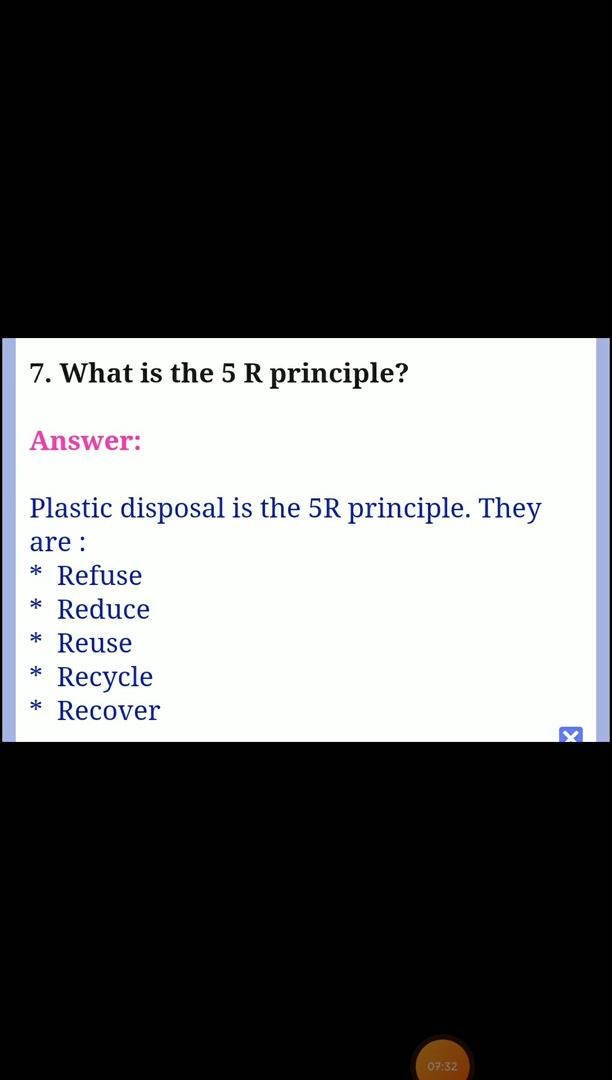 7. What is the 5 R principle?
Answer:
Plastic disposal is the 5R principle. They
are :
* Refuse
* Reduce
* Reuse
* Recycle
* Recover
07:32